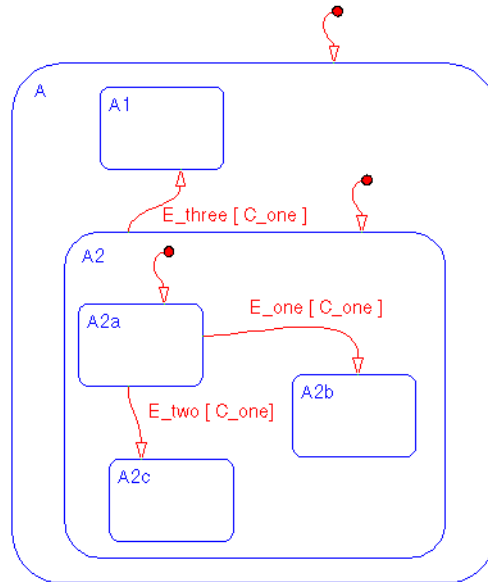 A
A1
E_three [ C_one ]
A2
E_one [ C_one ]
A2a
A2b
E_two [ C_one]
A2c